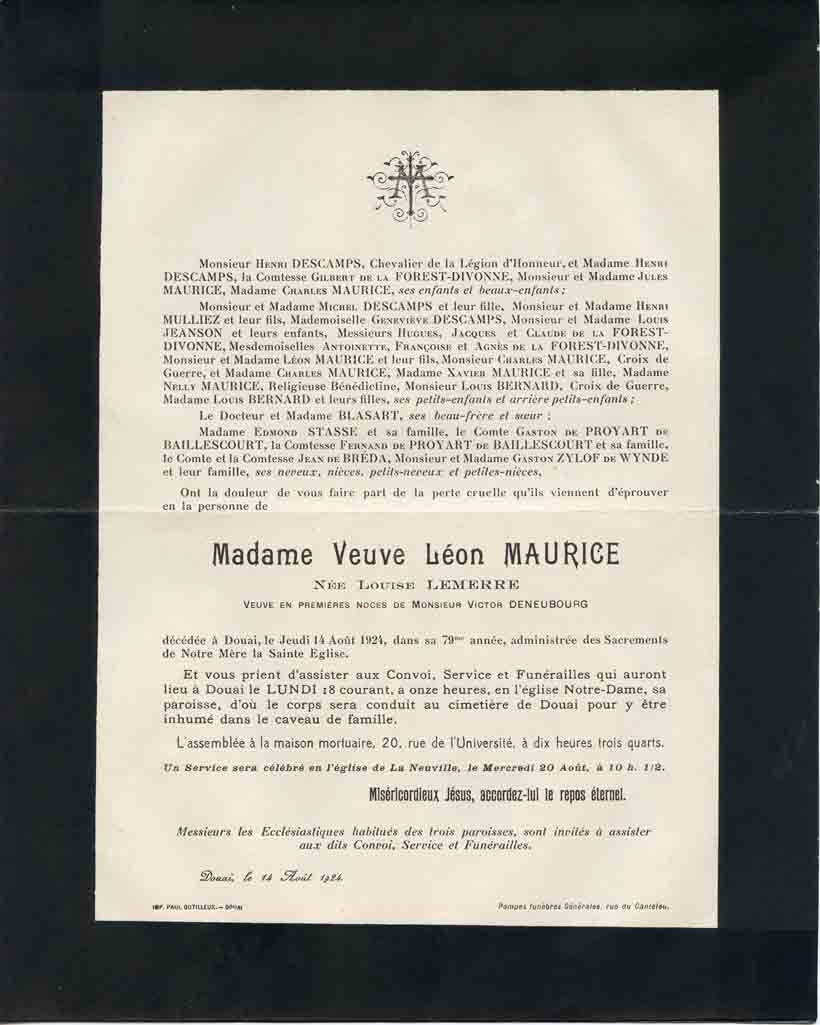 Monsieur Henri DESCAMPS, Chevalier de la Légion d'Honneur, et Madame Henri
DESCAMPS, la Comtesse Gilbert de la FOREST-DIVONNE, Monsieur et Madame Jules
MAURICE, Madame Charles MAURICE, ses enfants et beaux-enfants ;
Monsieur et Madame Michel DESCAMPS et leur fille, Monsieur et Madame Henri
MULLIEZ et leur fils, Mademoiselle Geneviève DESCAMPS, Monsieur et Madame Louis
JEANSON et leurs enfants, Messieurs Hugues, Jacques et Claude de la FOREST-
DIVONNE, Mesdemoiselles Antoinette, Françoise et Agnès de la FOREST-DIVONNE,
Monsieur et Madame Léon MAURICE et leur fils, Monsieur Charles MAURICE, Croix de
Guerre, et Madame Charles MAURICE, Madame Xavier MAURICE et sa fille, Madame
Nelly MAURICE, Religieuse Bénédictine, Monsieur Louis BERNARD, Croix de Guerre,
Madame Louis BERNARD et leurs filles, ses petits-enfants et arrière petits-enfants ;
Le Docteur et Madame BLASART, ses beau-frère et sœur ;
Madame Edmond STASSE et sa famille, le Comte Gaston de PROYART de
BAILLESCOURT, la Comtesse Fernand de PROYART de BAILLESCOURT et sa famille,
le Comte et la Comtesse Jean de BRÉDA, Monsieur et Madame Gaston ZYLOF de WYNDE
et leur famille, ses neveux, nièces, petits-neveux et petites-nièces,
Ont la douleur de vous faire part de la perte cruelle qu'ils viennent d'éprouver
en la personne de
Madame Veuve Léon MAURICE
Née Louise LEMERRE
Veuve en premières noces de Monsieur Victor DENEUBOURG
décédée à Douai, le Jeudi 14 Août 1924, dans sa 79me année, administrée des Sacrements
de Notre Mère la Sainte Eglise.
Et vous prient d'assister aux Convoi, Service et Funérailles qui auront
lieu à Douai le LUNDI 18 courant, à onze heures, en l'église Notre-Dame, sa
paroisse, d'où le corps sera conduit au cimetière de Douai pour y être
inhumé dans le caveau de famille.
L'assemblée à la maison mortuaire, 20, rue de l'Université, à dix heures trois quarts.
Un Service sera célébré en l'église de La Neuville, le Mercredi 20 Août, à 10 h. 1/2.
Miséricordieux Jésus, accordez-lui le repos éternel.
Messieurs les Ecclésiastiques habitués des trois paroisses, sont invités à assister
aux dits Convoi, Service et Funérailles.
Douai, le 14 Août 1924.
IMP. PAUL DUTILLEUX. — DOUAI
Pompes funèbres Générales, rue du Canteleu.